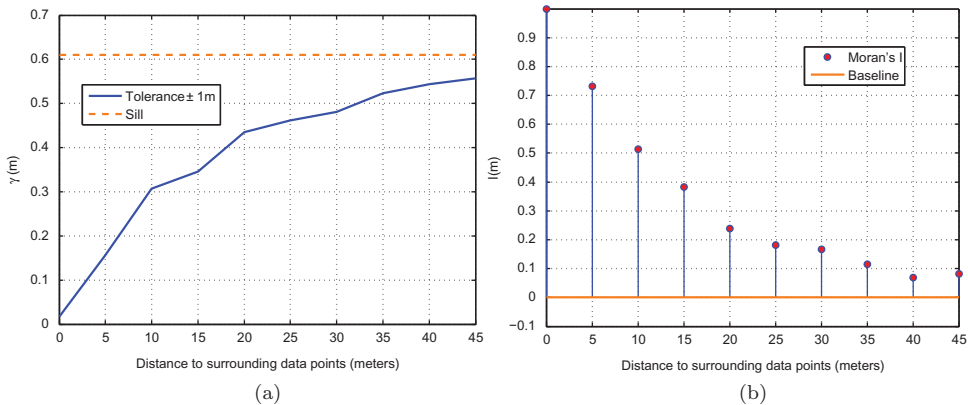 0.7
0.6
0.5
0.4
0.3
0.2
0.1
0
γ (m)
Tolerance ± 1m
Sill
0 5 10 15 20 25 30 35 40 45
Distance to surrounding data points (meters)
(a)
1
0.9
0.8
0.7
0.6
0.5
0.4
0.3
0.2
0.1
0
−0.1
I(m)
Moran's I
Baseline
0 5 10 15 20 25 30 35 40 45
Distance to surrounding data points (meters)
(b)